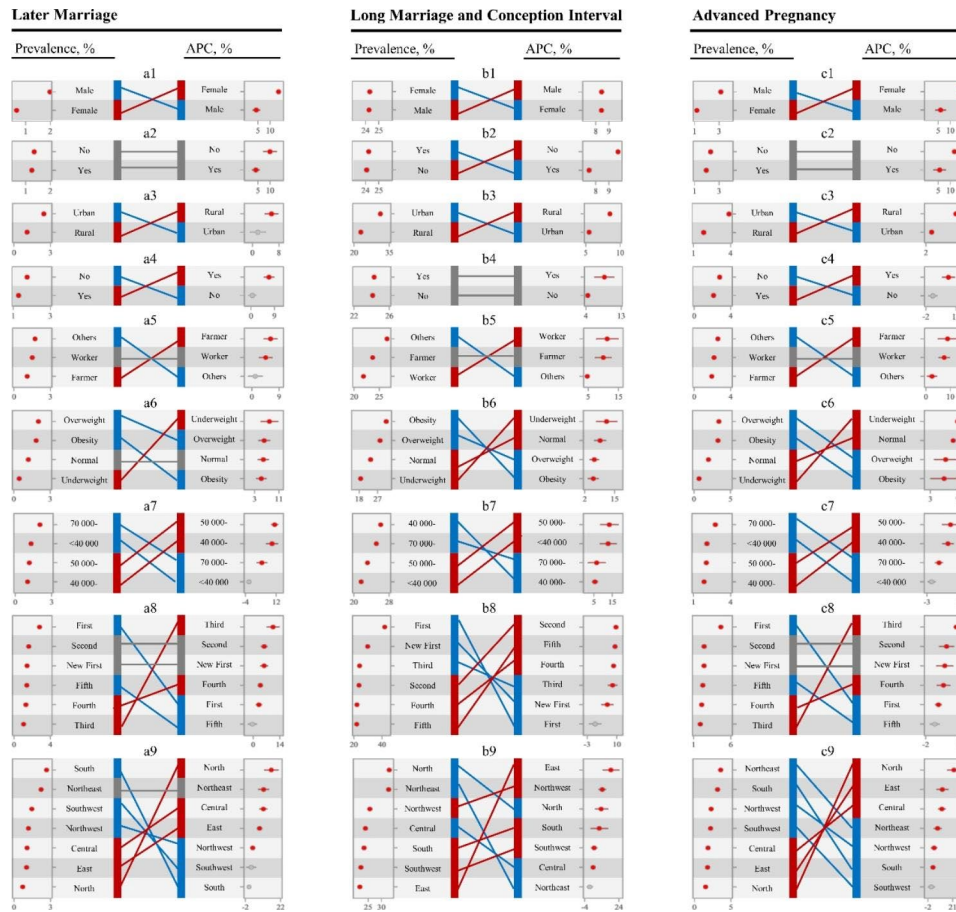 Later Marriage
Long Marriage and Conception Interval
Advanced Pregnancy
Prevalence, % APC, %
Prevalence, % APC, %
Prevalence, % APC, %
a1
Male Female
Female Male
1 2 5 10
a2
No No
Yes Yes
1 2 5 10
a3
Urban Rural
Rural Urban
0 3 0 8
a4
No Yes
Yes No
1 3 0 9
a5
Others Farmer
Worker Worker
Farmer Others
0 3 0 9
a6
Overweight Underweight
Obesity Overweight
Normal Normal
Underweight Obesity
0 3 3 11
a7
70 000- 50 000-
<40 000 40 000-
50 000- 70 000-
40 000- <40 000
0 3 -4 12
a8
First Third
Second Second
New First New First
Fifth Fourth
Fourth First
Third Fifth
0 4 0 14
a9
South North
Northeast Northeast
Southwest Central
Northwest East
Central Northwest
East Southwest
North South
0 4 -2 22
b1
Female Male
Male Female
24 25 8 9
b2
Yes No
No Yes
24 25 8 9
b3
Urban Rural
Rural Urban
20 35 5 10
b4
Yes Yes
No No
22 26 4 13
b5
Others Worker
Farmer Farmer
Worker Others
20 25 5 15
b6
Obesity Underweight
Overweight Normal
Normal Overweight
Underweight Obesity
18 27 2 15
b7
40 000- 50 000-
70 000- <40 000
50 000- 70 000-
<40 000 40 000-
20 28 5 15
b8
First Second
New First Fifth
Third Fourth
Second Third
Fourth New First
Fifth First
20 40 -3 10
b9
North East
Northeast Northwest
Northwest North
Central South
South Southwest
Southwest Central
East Northeast
25 30 -4 24
c1
Male Female
Female Male
1 3 5 10
c2
No No
Yes Yes
1 3 5 10
c3
Urban Rural
Rural Urban
1 4 2
c4
No Yes
Yes No
0 4 -2
c5
Others Farmer
Worker Worker
Farmer Others
0 4 0 10
c6
Overweight Underweight
Obesity Normal
Normal Overweight
Underweight Obesity
0 5 3
c7
70 000- 50 000-
<40 000 40 000-
50 000- 70 000-
40 000- <40 000
1 4 -3
c8
First Third
Second Second
New First New First
Fifth Fourth
Fourth First
Third Fifth
1 6 -2
c9
Northeast North
South East
Northwest Central
Southwest Northeast
Central Northwest
East South
North Southwest
0 5 -2